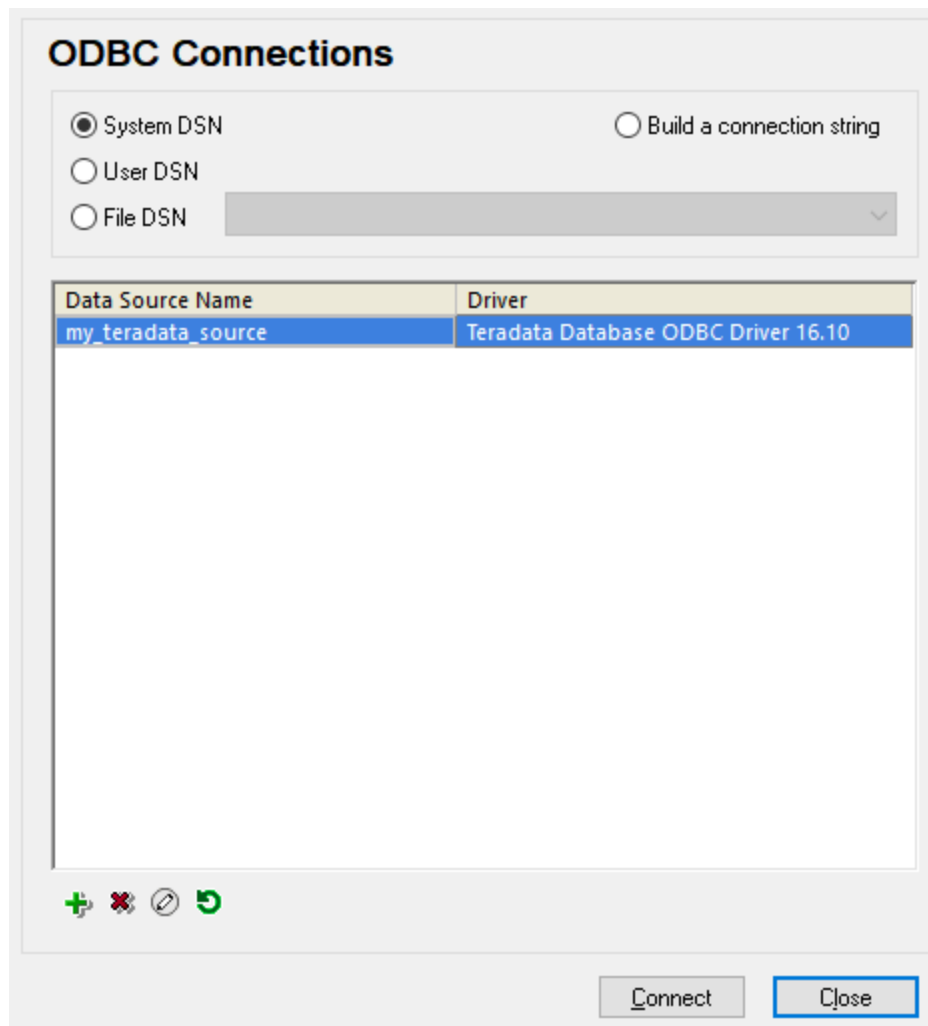 ODBC Connections
System DSN
Build a connection string
User DSN
File DSN
Data Source Name Driver
my_teradata_source Teradata Database ODBC Driver 16.10
Connect Close